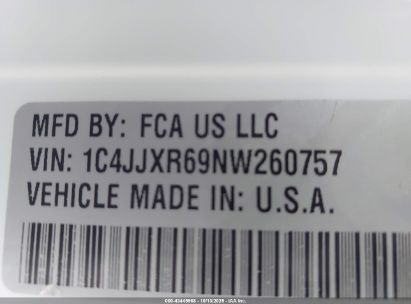 MFD BY: FCA US LLC
VIN: 1C4JJXR69NW260757
VEHICLE MADE IN: U.S.A.